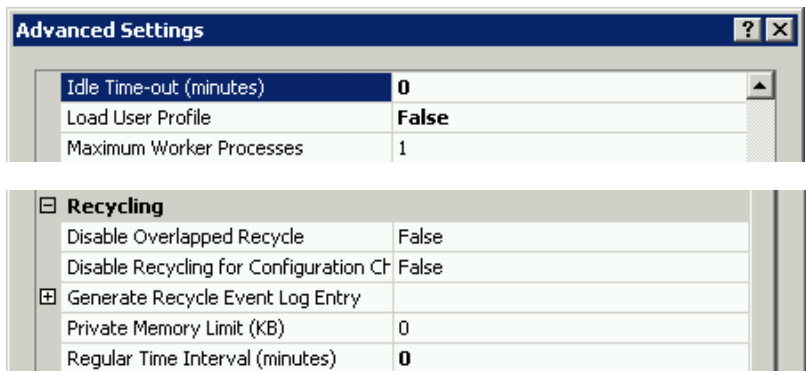 Advanced Settings
Idle Time-out (minutes) 0
Load User Profile False
Maximum Worker Processes 1
Recycling
Disable Overlapped Recycle False
Disable Recycling for Configuration Ch False
Generate Recycle Event Log Entry
Private Memory Limit (KB) 0
Regular Time Interval (minutes) 0